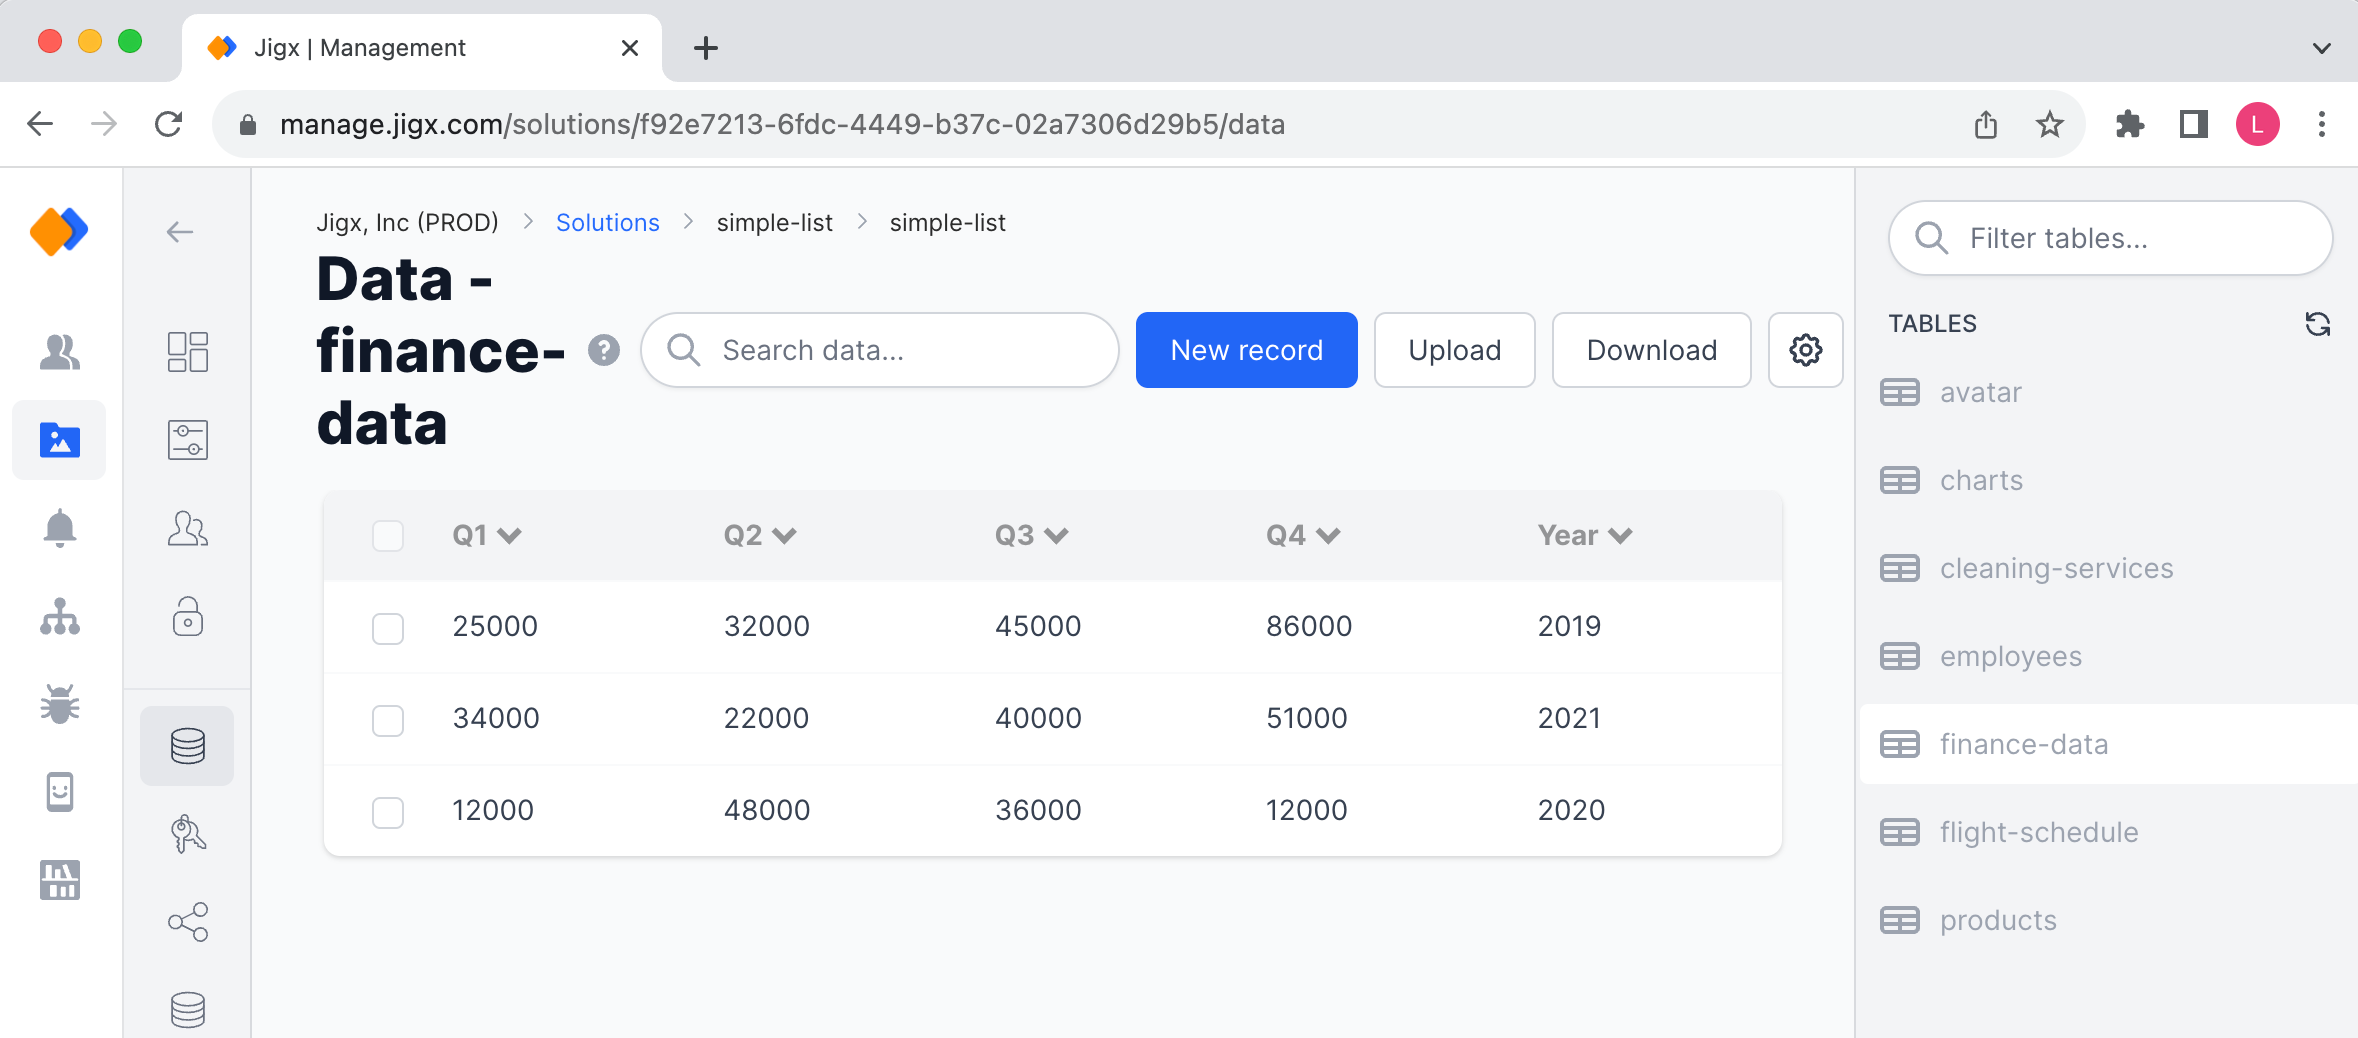 Jigx | Management
manage.jigx.com/solutions/f92e7213-6fdc-4449-b37c-02a7306d29b5/data
L
Jigx, Inc (PROD) > Solutions > simple-list > simple-list
Data -
finance-
data
?
Search data...
New record
Upload
Download
Q1 Q2 Q3 Q4 Year
25000 32000 45000 86000 2019
34000 22000 40000 51000 2021
12000 48000 36000 12000 2020
Filter tables...
TABLES
avatar
charts
cleaning-services
employees
finance-data
flight-schedule
products